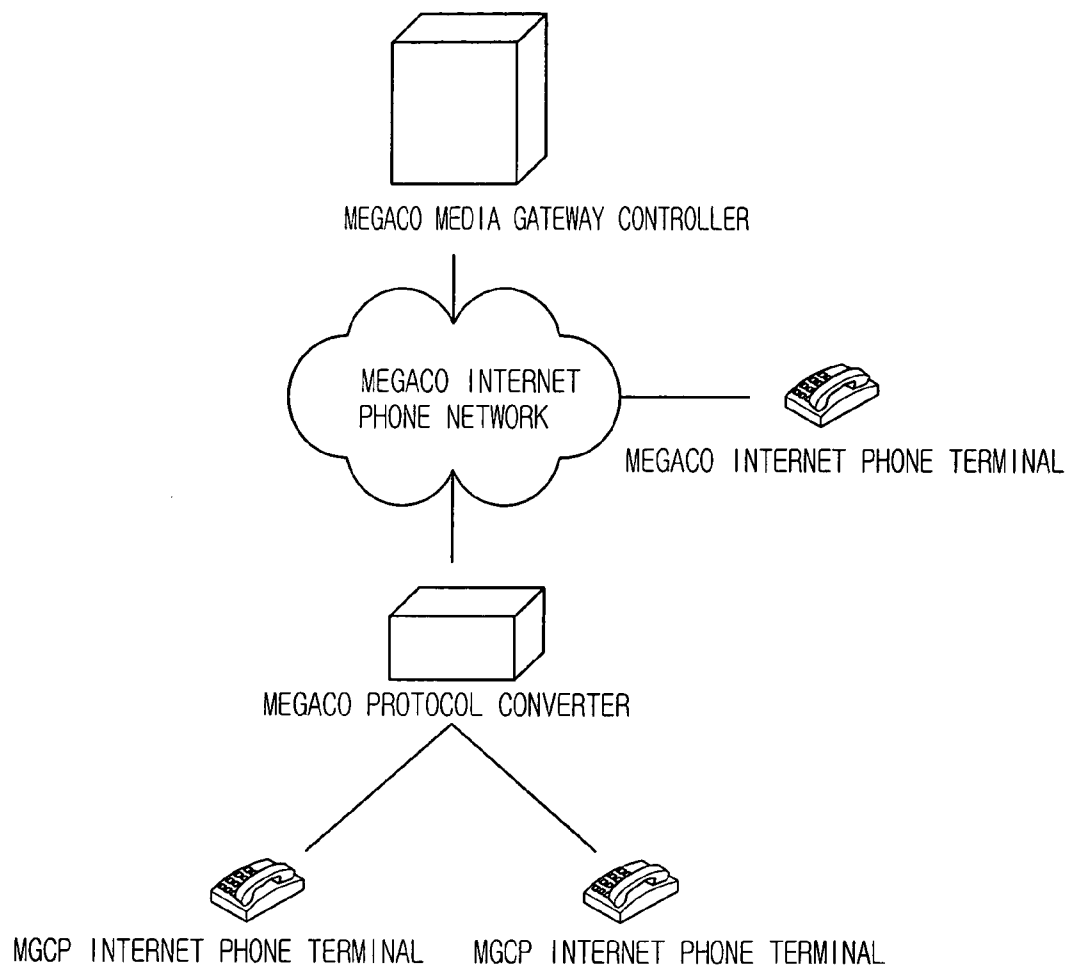 MEGACO MEDIA GATEWAY CONTROLLER
MEGACO INTERNET
PHONE NETWORK
MEGACO INTERNET PHONE TERMINAL
MEGACO PROTOCOL CONVERTER
MGCP INTERNET PHONE TERMINAL
MGCP INTERNET PHONE TERMINAL